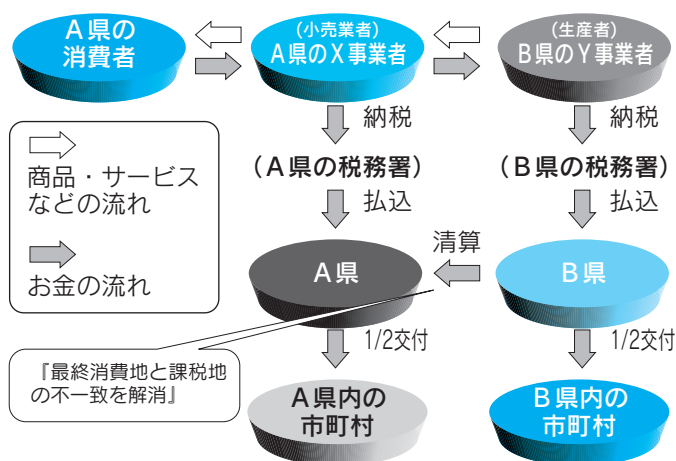 A県の
消費者
(小売業者)
A県のX事業者
(生産者)
B県のY事業者
納税
納税
(A県の税務署)
(B県の税務署)
払込
払込
商品・サービス
などの流れ
お金の流れ
清算
A県
B県
1/2交付
1/2交付
『最終消費地と課税地
の不一致を解消』
A県内の
市町村
B県内の
市町村